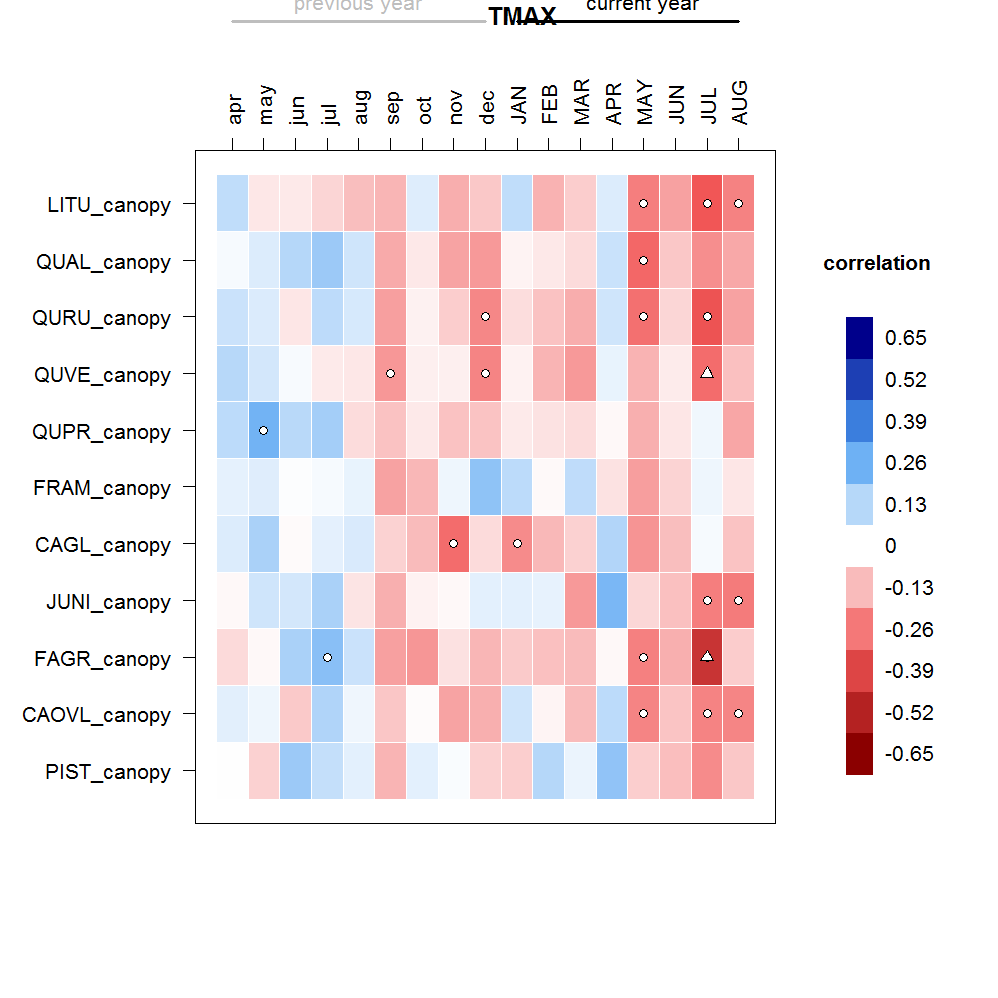 previous year
TMAX
current year
apr may jun jul aug sep oct nov dec JAN FEB MAR APR MAY JUN JUL AUG
LITU_canopy
QUAL_canopy
QURU_canopy
QUVE_canopy
QUPR_canopy
FRAM_canopy
CAGL_canopy
JUNI_canopy
FAGR_canopy
CAOVL_canopy
PIST_canopy
correlation
0.65
0.52
0.39
0.26
0.13
0
-0.13
-0.26
-0.39
-0.52
-0.65